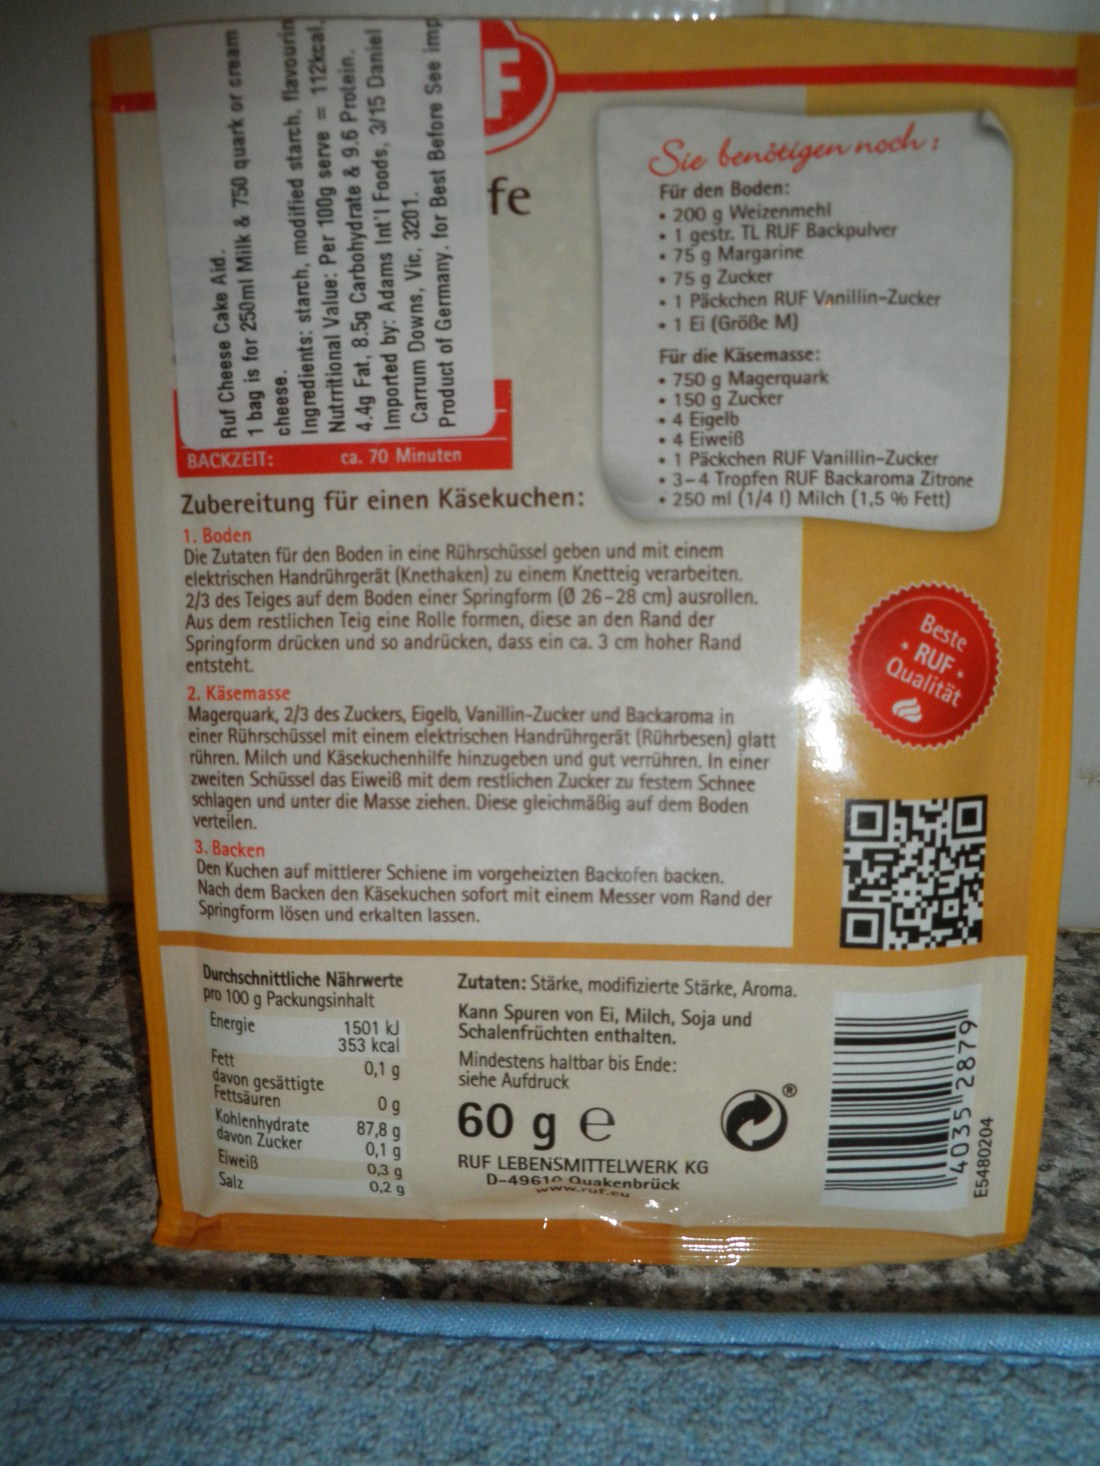 Ruf Cheese Cake Aid.
1 bag is for 250ml Milk & 750 quark or cream
cheese.
Ingredients: starch, modified starch, flavourin
Nutrritional Value: Per 100g serve = 112kcal,
4.4g Fat, 8.5g Carbohydrate & 9.6 Protein.
Imported by: Adams Int'l Foods, 3/15 Daniel
Carrum Downs, Vic, 3201.
Product of Germany. for Best Before See imp
F
fe
BACKZEIT: ca. 70 Minuten
Sie benötigen noch:
Für den Boden:
• 200 g Weizenmehl
• 1 gestr. TL RUF Backpulver
• 75 g Margarine
• 75 g Zucker
• 1 Päckchen RUF Vanillin-Zucker
• 1 Ei (Größe M)
Für die Käsemasse:
• 750 g Magerquark
• 150 g Zucker
• 4 Eigelb
• 4 Eiweiß
• 1 Päckchen RUF Vanillin-Zucker
• 3-4 Tropfen RUF Backaroma Zitrone
• 250 ml (1/4 l) Milch (1,5 % Fett)
Zubereitung für einen Käsekuchen:
1. Boden
Die Zutaten für den Boden in eine Rührschüssel geben und mit einem
elektrischen Handrührgerät (Knethaken) zu einem Knetteig verarbeiten.
2/3 des Teiges auf dem Boden einer Springform (Ø 26-28 cm) ausrollen.
Aus dem restlichen Teig eine Rolle formen, diese an den Rand der
Springform drücken und so andrücken, dass ein ca. 3 cm hoher Rand
entsteht.
2. Käsemasse
Magerquark, 2/3 des Zuckers, Eigelb, Vanillin-Zucker und Backaroma in
einer Rührschüssel mit einem elektrischen Handrührgerät (Rührbesen) glatt
rühren. Milch und Käsekuchenhilfe hinzugeben und gut verrühren. In einer
zweiten Schüssel das Eiweiß mit dem restlichen Zucker zu festem Schnee
schlagen und unter die Masse ziehen. Diese gleichmäßig auf dem Boden
verteilen.
3. Backen
Den Kuchen auf mittlerer Schiene im vorgeheizten Backofen backen.
Nach dem Backen den Käsekuchen sofort mit einem Messer vom Rand der
Springform lösen und erkalten lassen.
Beste
• RUF •
Qualität
Durchschnittliche Nährwerte
pro 100 g Packungsinhalt
Energie 1501 kJ
353 kcal
Fett 0,1 g
davon gesättigte
Fettsäuren 0 g
Kohlenhydrate 87,8 g
davon Zucker 0,1 g
Eiweiß 0,3 g
Salz 0,2 g
Zutaten: Stärke, modifizierte Stärke, Aroma.
Kann Spuren von Ei, Milch, Soja und
Schalenfrüchten enthalten.
Mindestens haltbar bis Ende:
siehe Aufdruck
60 g e
®
RUF LEBENSMITTELWERK KG
D-49610 Quakenbrück
www.ruf.eu
4 035128 79
E5480204